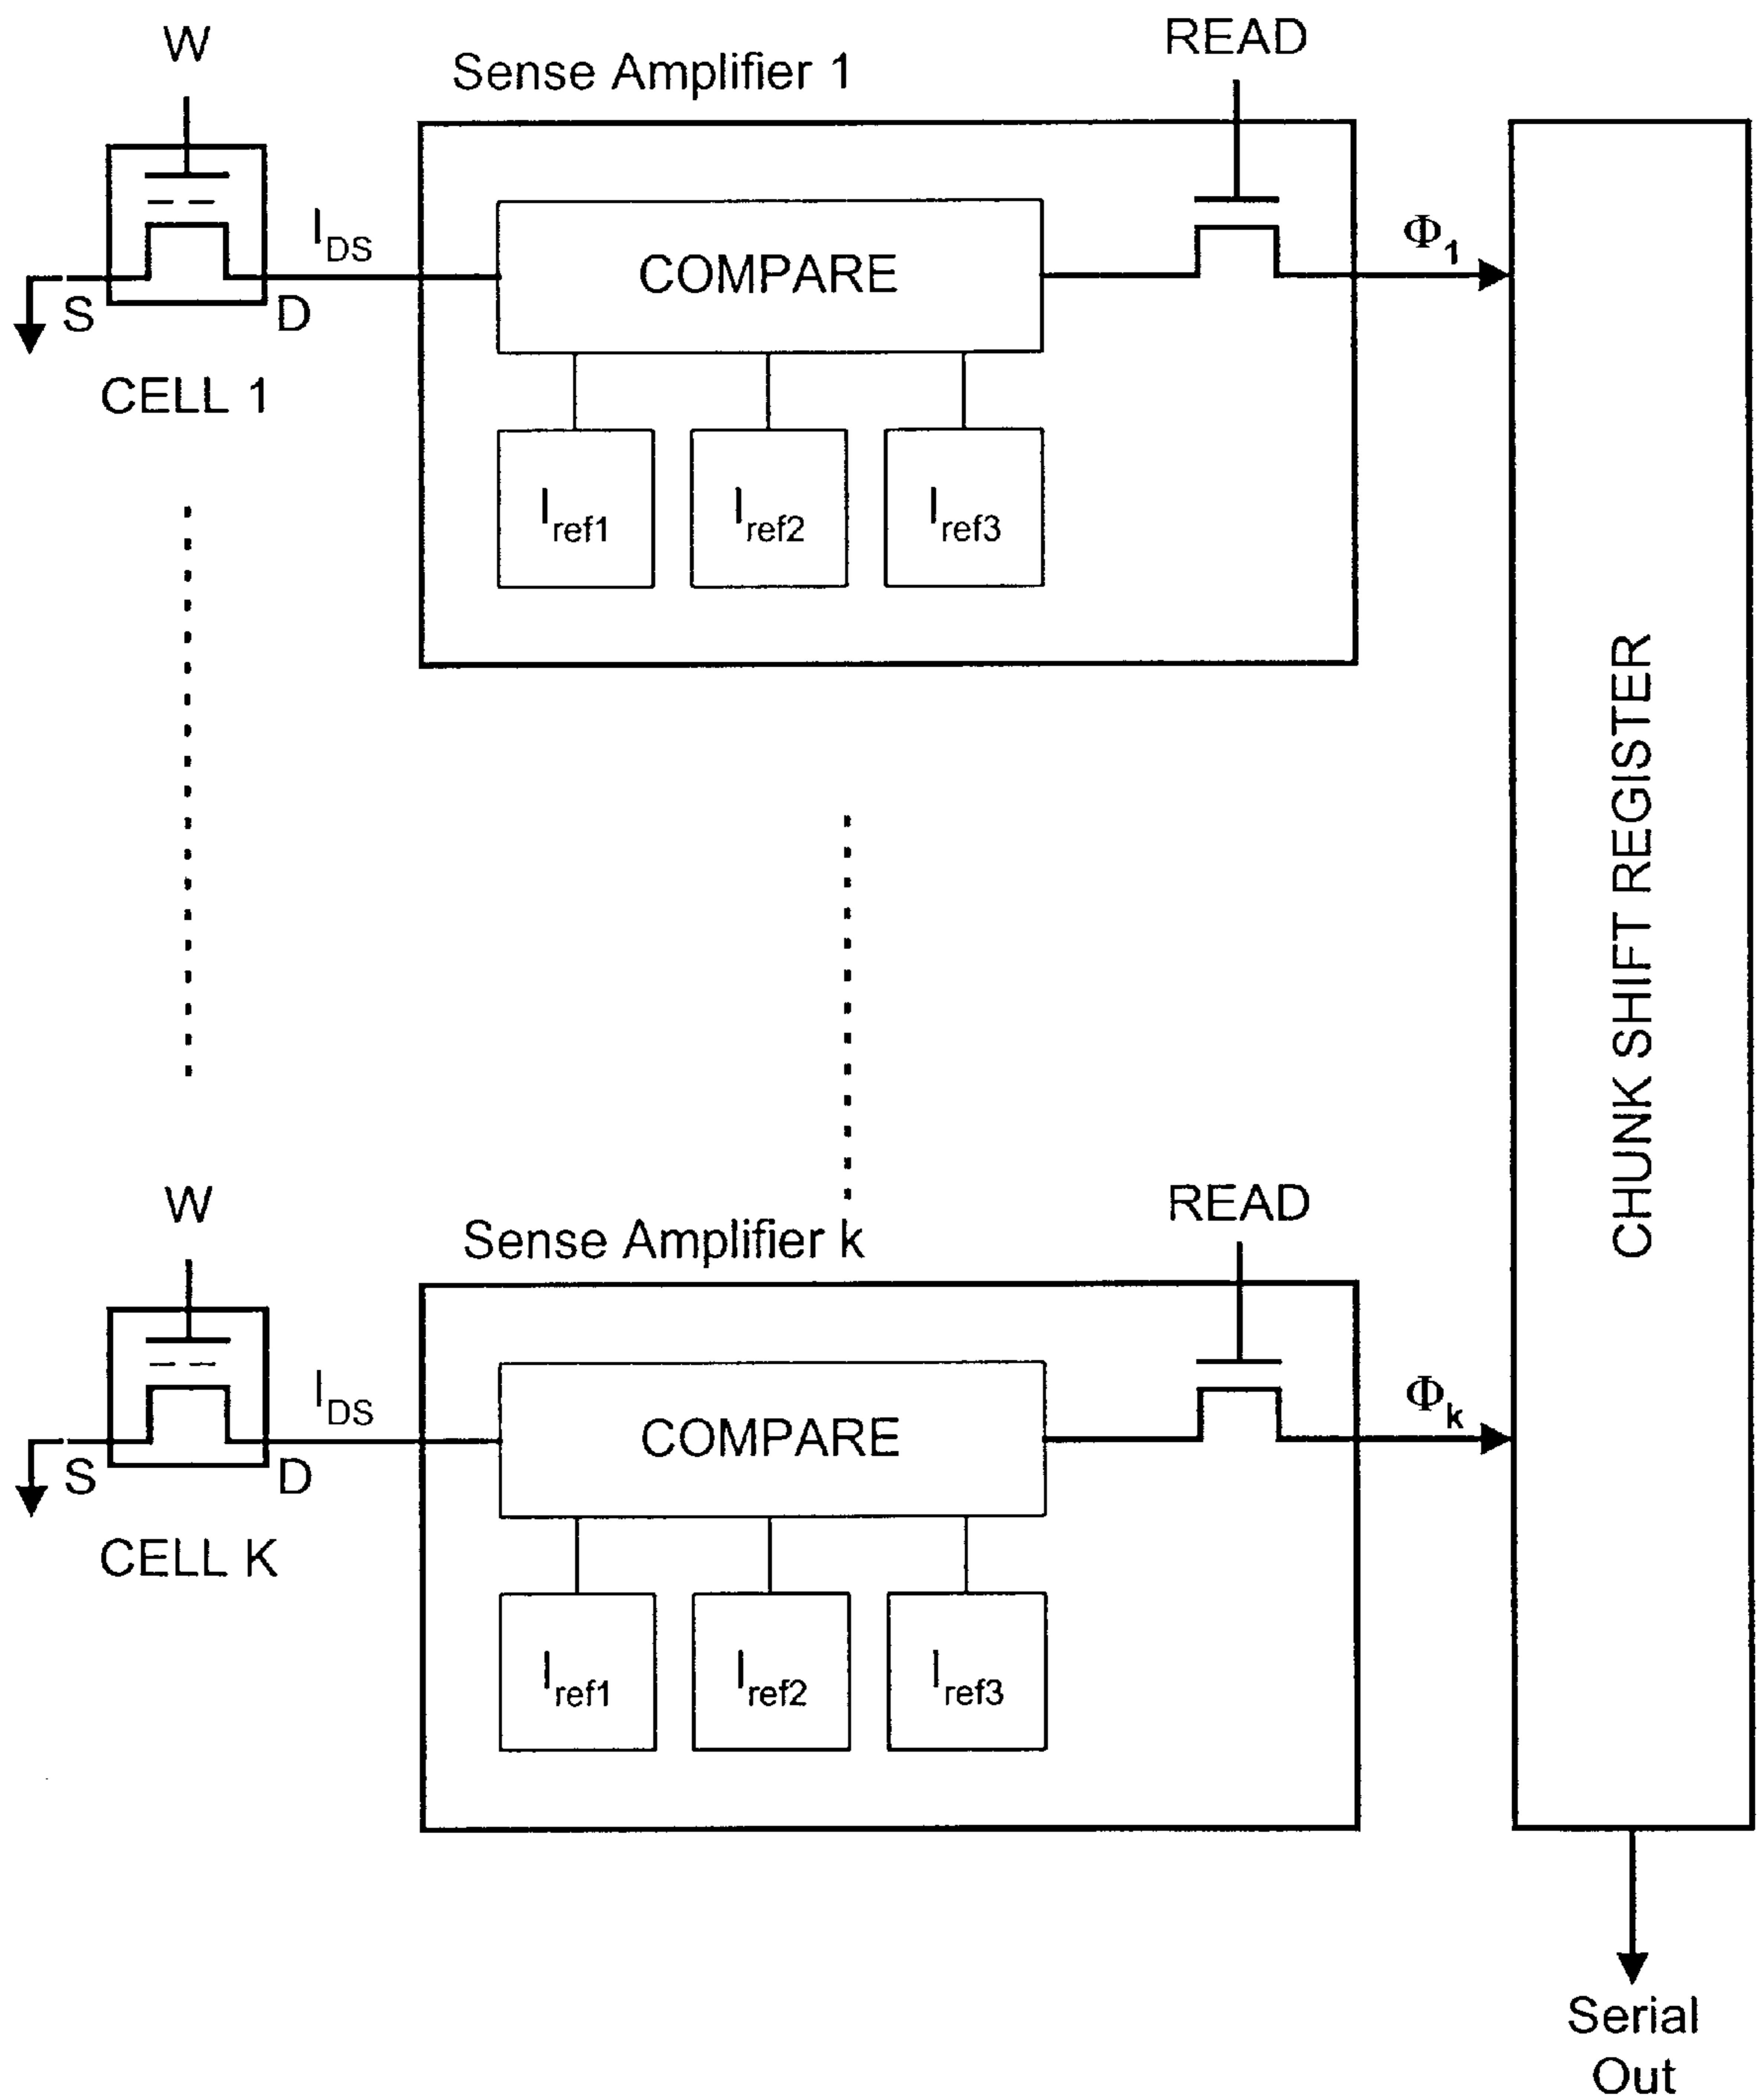 W
Sense Amplifier 1
READ
I_DS
COMPARE
Φ_1
S
D
CELL 1
I_ref1
I_ref2
I_ref3
CHUNK SHIFT REGISTER
W
Sense Amplifier k
READ
I_DS
COMPARE
Φ_k
S
D
CELL K
I_ref1
I_ref2
I_ref3
Serial
Out